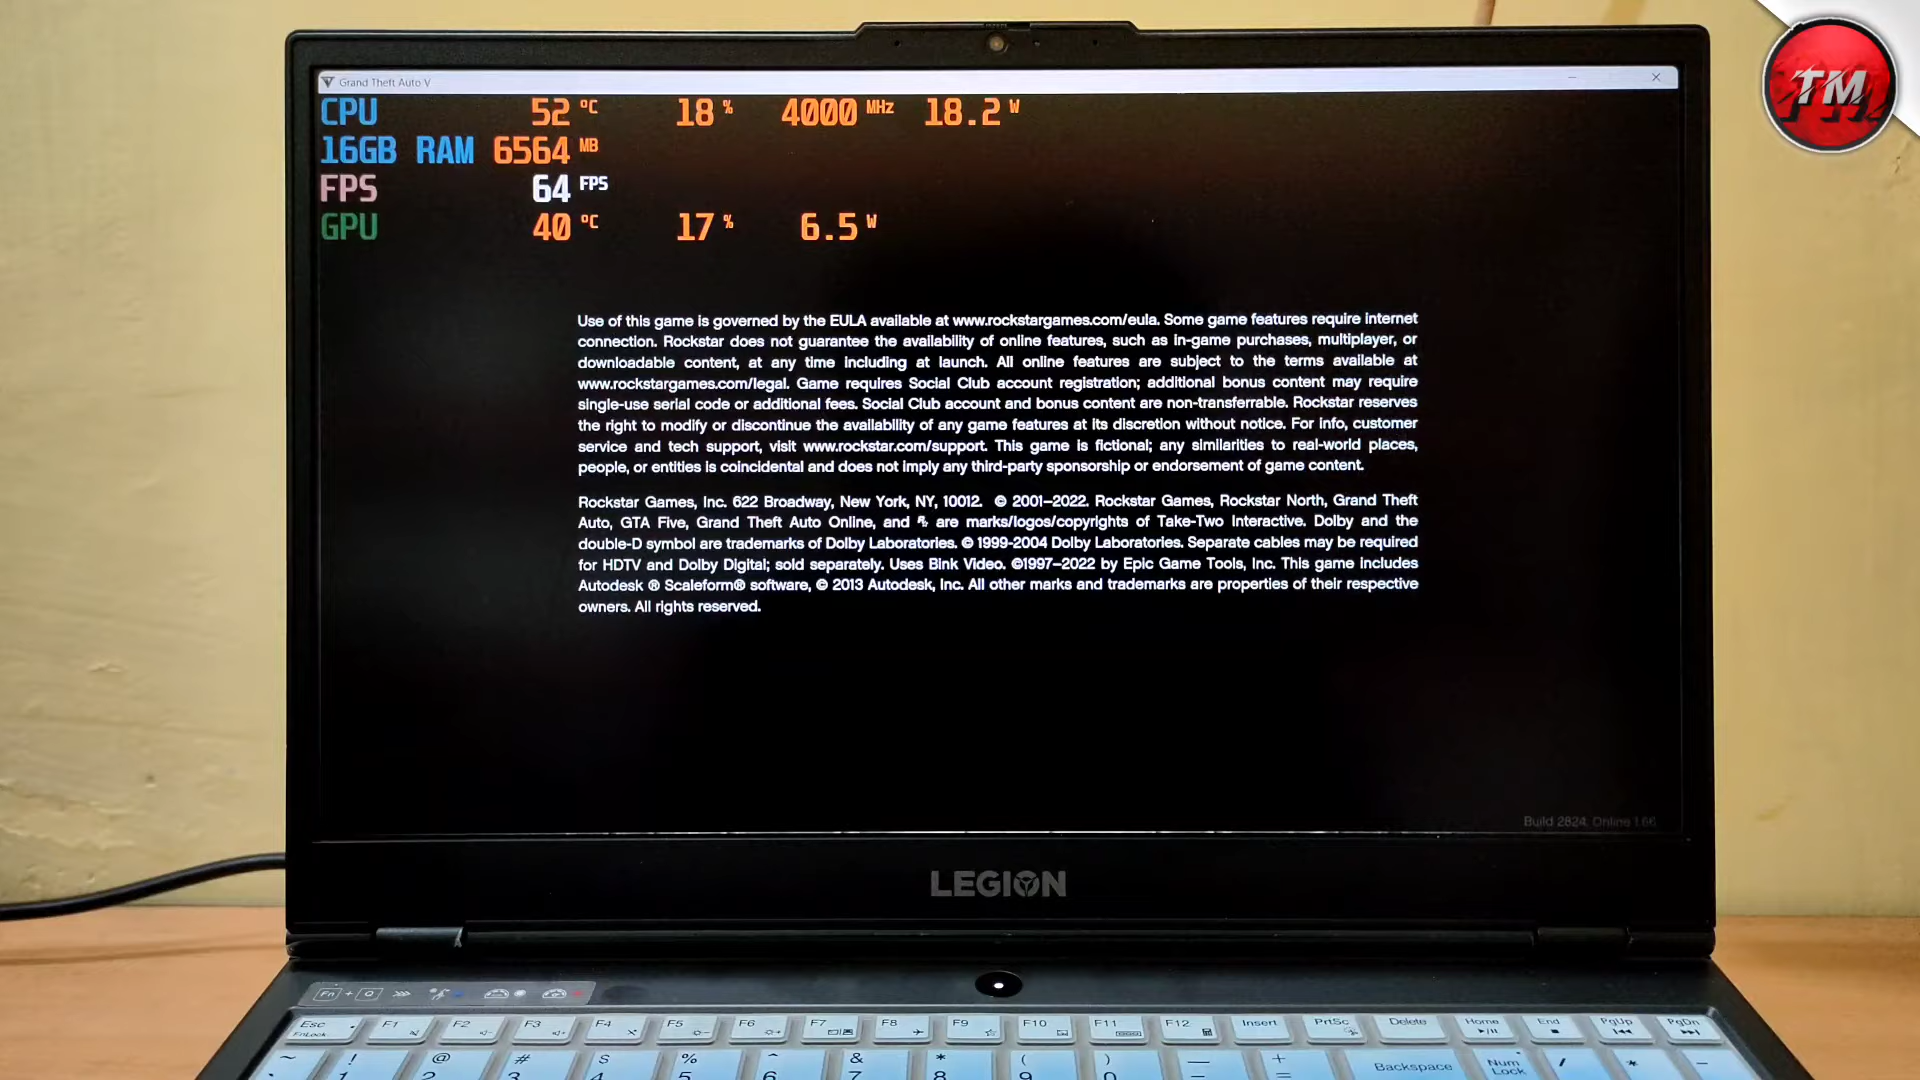 TM
Grand Theft Auto V
CPU 52 °C 18 % 4000 MHz 18.2 W
16GB RAM 6564 MB
FPS 64 FPS
GPU 40 °C 17 % 6.5 W
Use of this game is governed by the EULA available at www.rockstargames.com/eula. Some game features require internet
connection. Rockstar does not guarantee the availability of online features, such as in-game purchases, multiplayer, or
downloadable content, at any time including at launch. All online features are subject to the terms available at
www.rockstargames.com/legal. Game requires Social Club account registration; additional bonus content may require
single-use serial code or additional fees. Social Club account and bonus content are non-transferrable. Rockstar reserves
the right to modify or discontinue the availability of any game features at its discretion without notice. For info, customer
service and tech support, visit www.rockstar.com/support. This game is fictional; any similarities to real-world places,
people, or entities is coincidental and does not imply any third-party sponsorship or endorsement of game content.
Rockstar Games, Inc. 622 Broadway, New York, NY, 10012. © 2001–2022. Rockstar Games, Rockstar North, Grand Theft
Auto, GTA Five, Grand Theft Auto Online, and are marks/logos/copyrights of Take-Two Interactive. Dolby and the
double-D symbol are trademarks of Dolby Laboratories. © 1999-2004 Dolby Laboratories. Separate cables may be required
for HDTV and Dolby Digital; sold separately. Uses Bink Video. ©1997–2022 by Epic Game Tools, Inc. This game includes
Autodesk ® Scaleform® software, © 2013 Autodesk, Inc. All other marks and trademarks are properties of their respective
owners. All rights reserved.
Build 2824, Online 1.66
LEGION
Fn + Q >>>
Esc F1 F2 F3 F4 F5 F6 F7 F8 F9 F10 F11 F12 Insert PrtSc Delete Home End PgUp PgDn
FnLock
~ ! @ # $ % ^ & * ( ) — + Backspace Num / * –
1 2 3 4 5 6 7 8 9 0 – = Lock